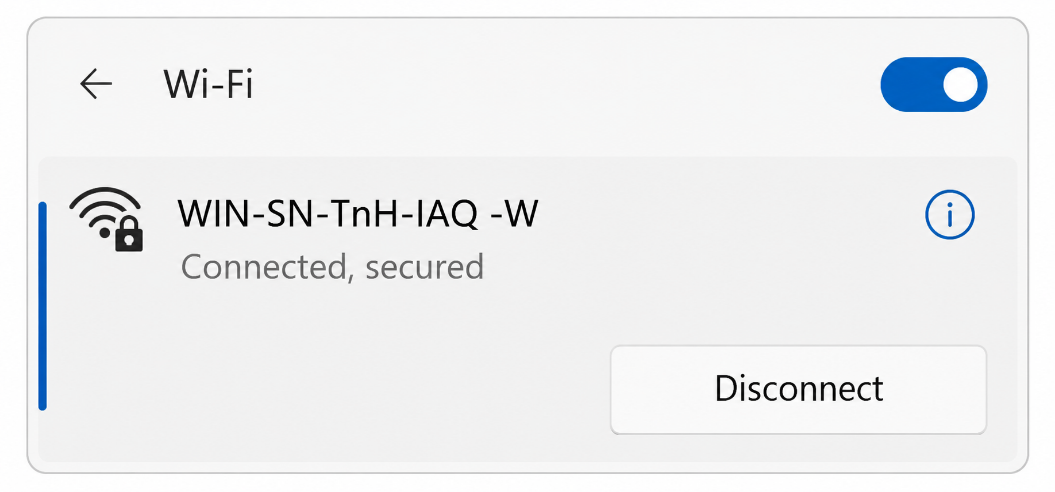 Wi-Fi
WIN-SN-TnH-IAQ -W
Connected, secured
Disconnect